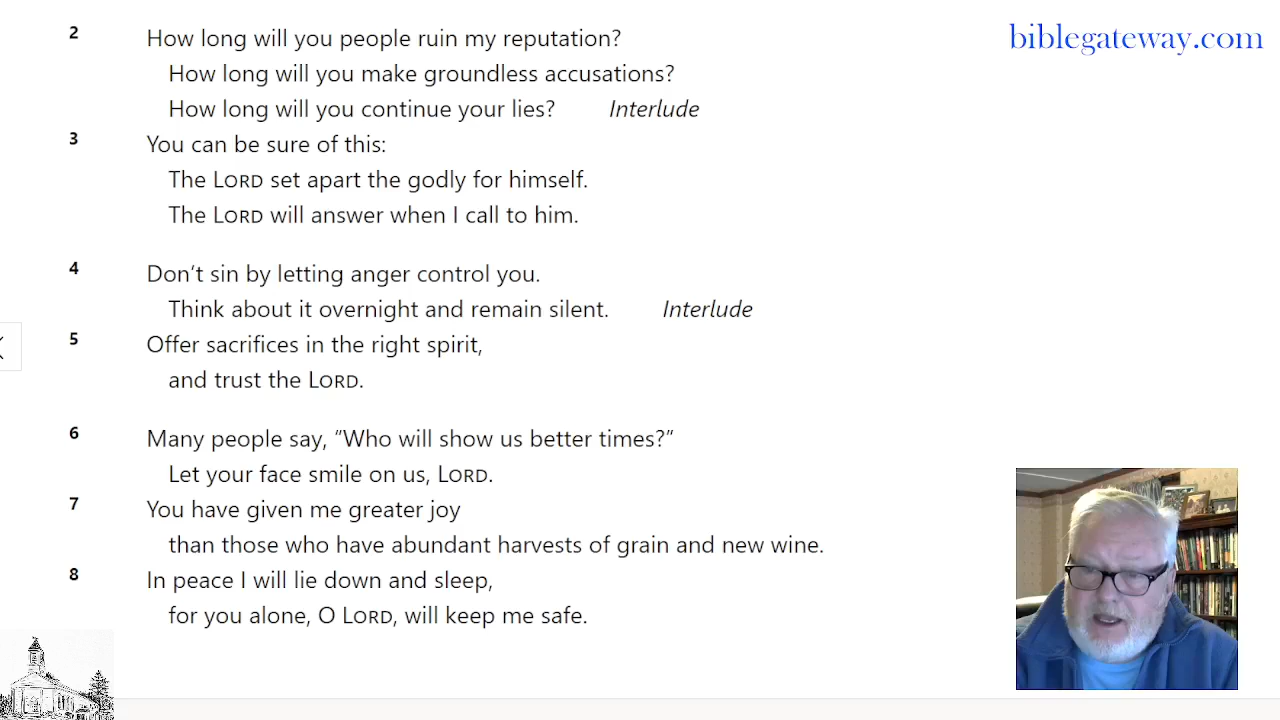 biblegateway.com
2 How long will you people ruin my reputation?
How long will you make groundless accusations?
How long will you continue your lies? Interlude
3 You can be sure of this:
The LORD set apart the godly for himself.
The LORD will answer when I call to him.
4 Don’t sin by letting anger control you.
Think about it overnight and remain silent. Interlude
5 Offer sacrifices in the right spirit,
and trust the LORD.
6 Many people say, “Who will show us better times?”
Let your face smile on us, LORD.
7 You have given me greater joy
than those who have abundant harvests of grain and new wine.
8 In peace I will lie down and sleep,
for you alone, O LORD, will keep me safe.